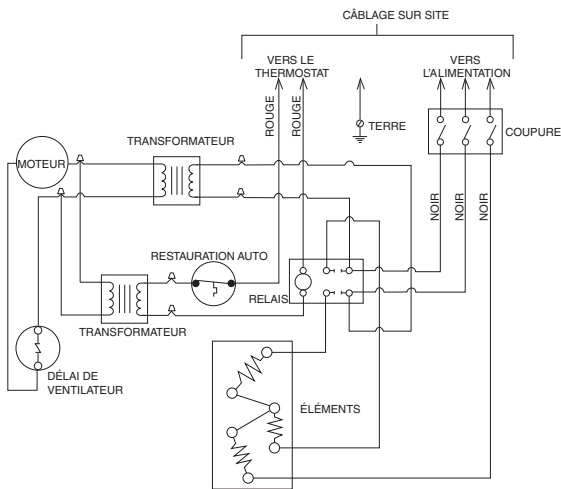 CÂBLAGE SUR SITE
VERS LE
THERMOSTAT
VERS
L'ALIMENTATION
ROUGE
ROUGE
TERRE
COUPURE
TRANSFORMATEUR
MOTEUR
NOIR
NOIR
NOIR
RESTAURATION AUTO
RELAIS
TRANSFORMATEUR
DÉLAI DE
VENTILATEUR
ÉLÉMENTS